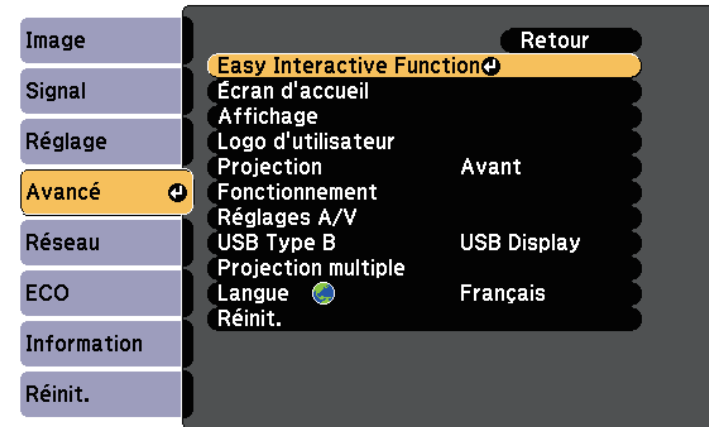 Image
Signal
Réglage
Avancé
Réseau
ECO
Information
Réinit.
Retour
Easy Interactive Function
Écran d'accueil
Affichage
Logo d'utilisateur
Projection Avant
Fonctionnement
Réglages A/V
USB Type B USB Display
Projection multiple
Langue Français
Réinit.